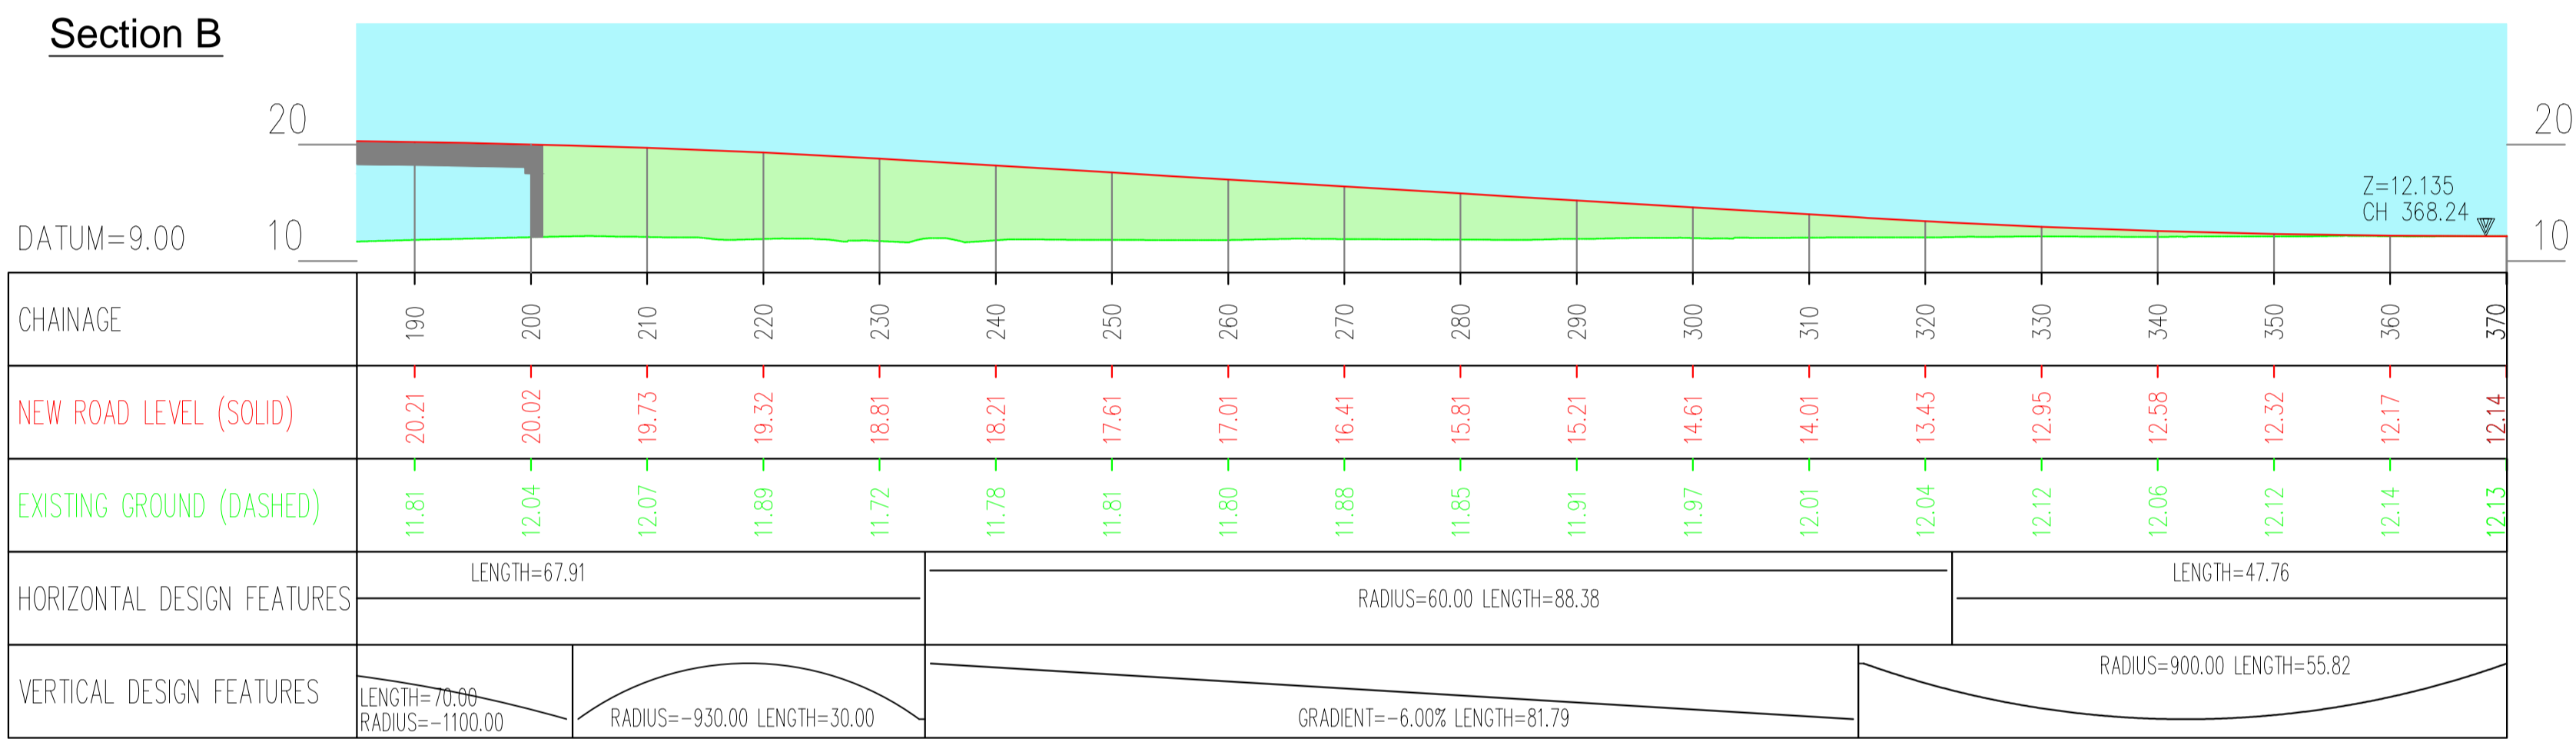 Section B
20
20
Z=12.135
CH 368.24
DATUM=9.00
10
10
CHAINAGE
190 200 210 220 230 240 250 260 270 280 290 300 310 320 330 340 350 360 370
NEW ROAD LEVEL (SOLID)
20.21 20.02 19.73 19.32 18.81 18.21 17.61 17.01 16.41 15.81 15.21 14.61 14.01 13.43 12.95 12.58 12.32 12.17 12.14
EXISTING GROUND (DASHED)
11.81 12.04 12.07 11.89 11.72 11.78 11.81 11.80 11.88 11.85 11.91 11.97 12.01 12.04 12.12 12.06 12.12 12.14 12.13
HORIZONTAL DESIGN FEATURES
LENGTH=67.91
RADIUS=60.00 LENGTH=88.38
LENGTH=47.76
VERTICAL DESIGN FEATURES
LENGTH=70.00
RADIUS=-1100.00
RADIUS=-930.00 LENGTH=30.00
GRADIENT=-6.00% LENGTH=81.79
RADIUS=900.00 LENGTH=55.82